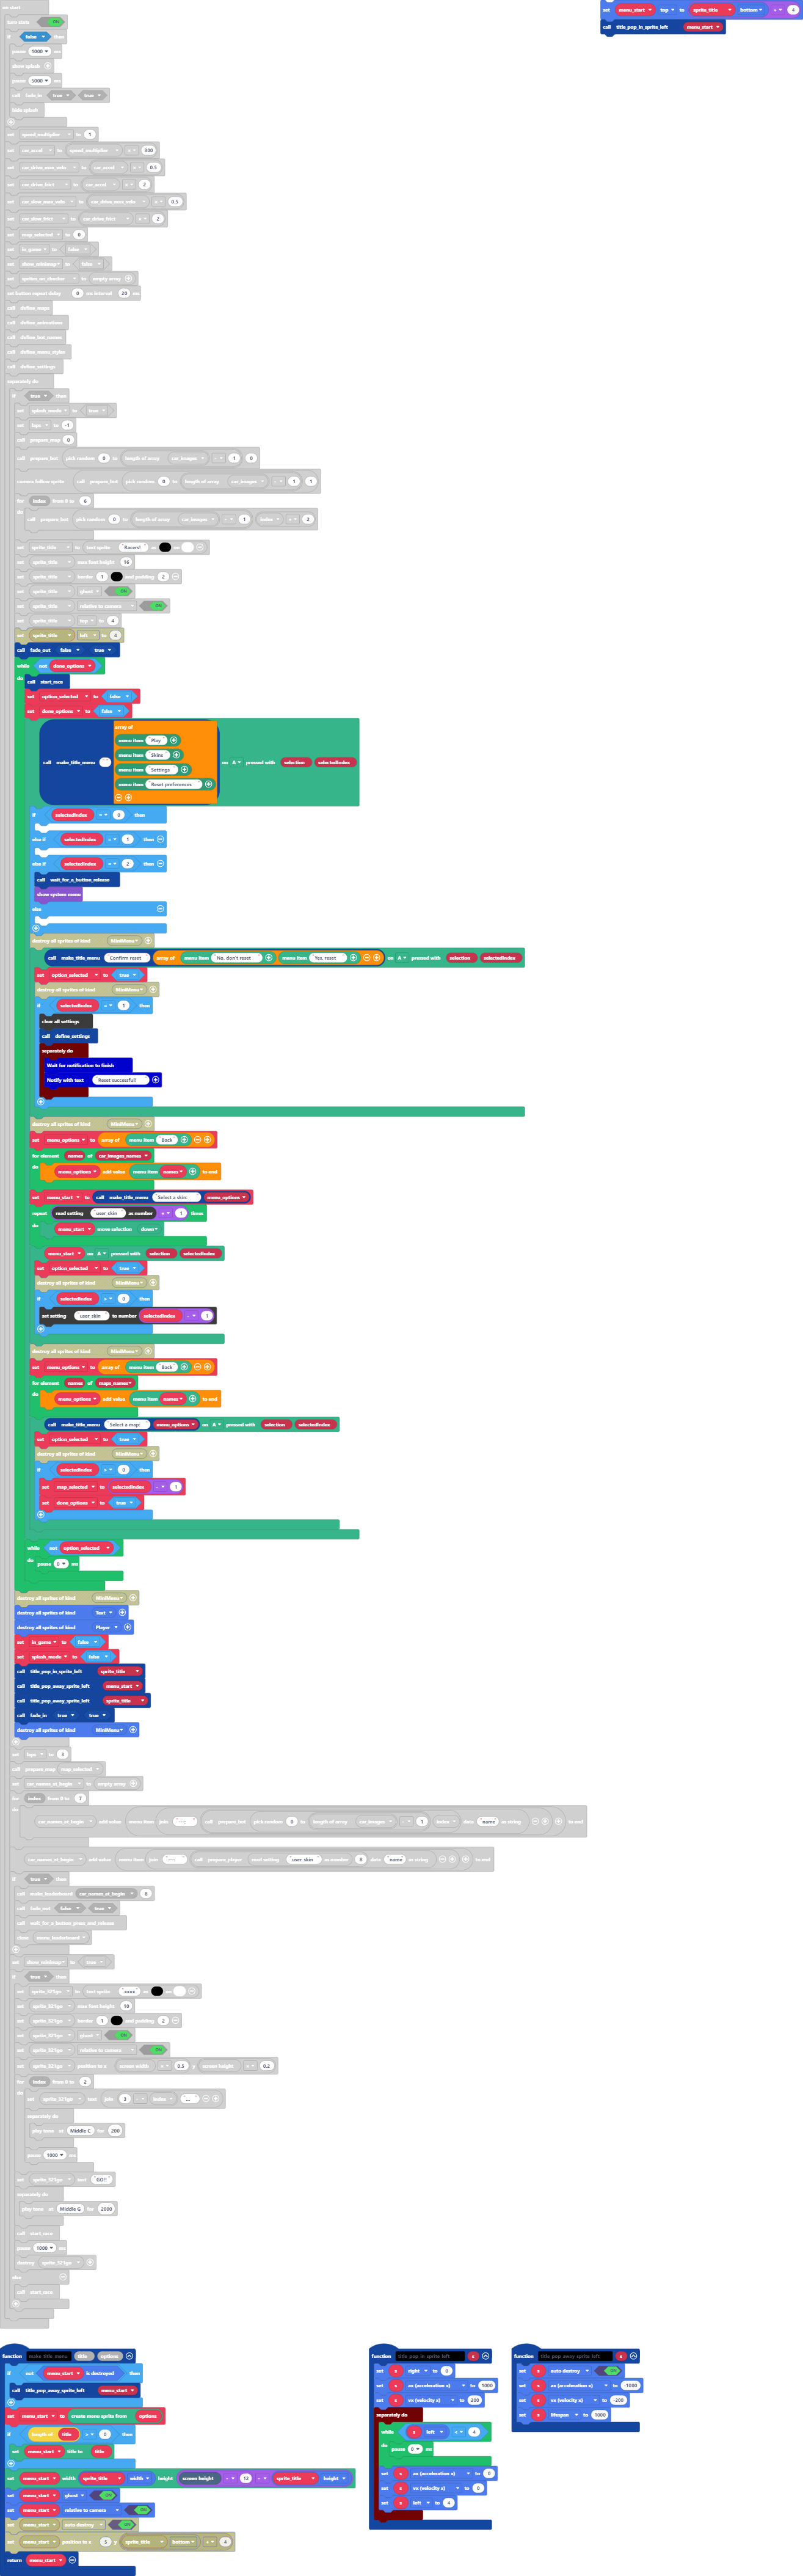 on start
if false then
pause 1000 ms
show splash
pause 5000 ms
call fade_in true true
hide splash
set speed_multiplier to 1
set car_accel to speed_multiplier × 300
set car_drive_max_velo to car_accel × 0.5
set car_drive_frict to car_accel × 2
set car_slow_max_velo to car_drive_max_velo × 0.5
set car_slow_frict to car_drive_frict × 2
set map_selected to 0
set in_game to false
set show_minimap to false
to empty array
set button repeat delay 0 ms interval 20 ms
call define_maps
call define_animations
call define_bot_names
call define_menu_styles
call define_settings
separately do
if true then
set splash_mode to true
set laps to -1
call prepare_map 0
call prepare_bot pick random 0 to length of array car_images - 1 0
camera follow sprite call prepare_bot pick random 0 to length of array car_images - 1 1
for index from 0 to 6
do call prepare_bot pick random 0 to length of array car_images - 1 index + 2
set sprite_title to text sprite "Racers!"
set sprite_title max font height 16
set sprite_title border 1 and padding 2
set sprite_title ghost ON
set sprite_title relative to camera ON
set sprite_title top to 4
set sprite_title left to 4
call fade_out false true
while not done_options
do call start_race
set option_selected to false
set done_options to false
array of
menu item Play
menu item Skins
menu item Settings
menu item Reset preferences
call make_title_menu on A pressed with selection selectedIndex
if selectedIndex = 0 then
else if selectedIndex = 1 then
else if selectedIndex = 2 then
call wait_for_a_button_release
show system menu
else
destroy all sprites of kind MiniMenu
call make_title_menu Confirm reset array of menu item No, don't reset menu item Yes, reset on A pressed with selection selectedIndex
set option_selected to true
destroy all sprites of kind MiniMenu
if selectedIndex = 1 then
clear all settings
call define_settings
separately do
Wait for notification to finish
Notify with text Reset successful!
destroy all sprites of kind MiniMenu
set menu_options to array of menu item Back
for element names of car_images_names
do menu_options add value menu item names to end
set menu_start to call make_title_menu Select a skin: menu_options
repeat read setting user skin as number + 1 times
do menu_start move selection down
menu_start on A pressed with selection selectedIndex
set option_selected to true
destroy all sprites of kind MiniMenu
if selectedIndex > 0 then
set setting user skin to number selectedIndex - 1
destroy all sprites of kind MiniMenu
set menu_options to array of menu item Back
for element names of maps_names
do menu_options add value menu item names to end
call make_title_menu Select a map: menu_options on A pressed with selection selectedIndex
set option_selected to true
destroy all sprites of kind MiniMenu
if selectedIndex > 0 then
set map_selected to selectedIndex - 1
set done_options to true
while not option_selected
do pause 0 ms
destroy all sprites of kind MiniMenu
destroy all sprites of kind Text
destroy all sprites of kind Player
set in_game to false
set splash_mode to false
call title_pop_in_sprite_left sprite_title
call title_pop_away_sprite_left menu_start
call title_pop_away_sprite_left sprite_title
call fade_in true true
destroy all sprites of kind MiniMenu
set laps to 3
call prepare_map map_selected
set car_names_at_begin to empty array
for index from 0 to 7
do car_names_at_begin add value menu item join call prepare_bot pick random 0 to length of array car_images - 1 index data name as string to end
car_names_at_begin add value menu item join call prepare_player read setting user skin as number 8 data name as string to end
if true then
call make_leaderboard car_names_at_begin 8
call fade_out false true
call wait_for_a_button_press_and_release
close menu_leaderboard
set show_minimap to true
if true then
set sprite_321go to text sprite
set sprite_321go max font height 10
set sprite_321go border 1 and padding 2
set sprite_321go ghost ON
set sprite_321go relative to camera ON
set sprite_321go position to x screen width × 0.5 y screen height × 0.2
for index from 0 to 2
do set sprite_321go text join 3 - index
separately do
play tone at Middle C for 200
pause 1000 ms
set sprite_321go text GO!!
separately do
play tone at Middle G for 2000
call start_race
pause 1000 ms
destroy sprite_321go
else
call start_race
set menu_start top to sprite_title bottom + 4
call title_pop_in_sprite_left menu_start
function make_title_menu title options
if not menu_start is destroyed then
call title_pop_away_sprite_left menu_start
set menu_start to create menu sprite from options
if length of title > 0 then
set menu_start title to title
set menu_start width sprite_title width height screen height - 12 - sprite_title height
set menu_start ghost ON
set menu_start relative to camera ON
set menu_start auto destroy ON
set menu_start position to x y sprite_title bottom + 4
return menu_start
function title_pop_in_sprite_left s
set s right to 0
set s ax (acceleration x) to 1000
set s vx (velocity x) to 200
separately do
while s left < 4
do pause 0 ms
set s ax (acceleration x) to 0
set s vx (velocity x) to 0
set s left to 4
function title_pop_away_sprite_left s
set s auto destroy ON
set s ax (acceleration x) to -1000
set s vx (velocity x) to -200
set s lifespan to 1000